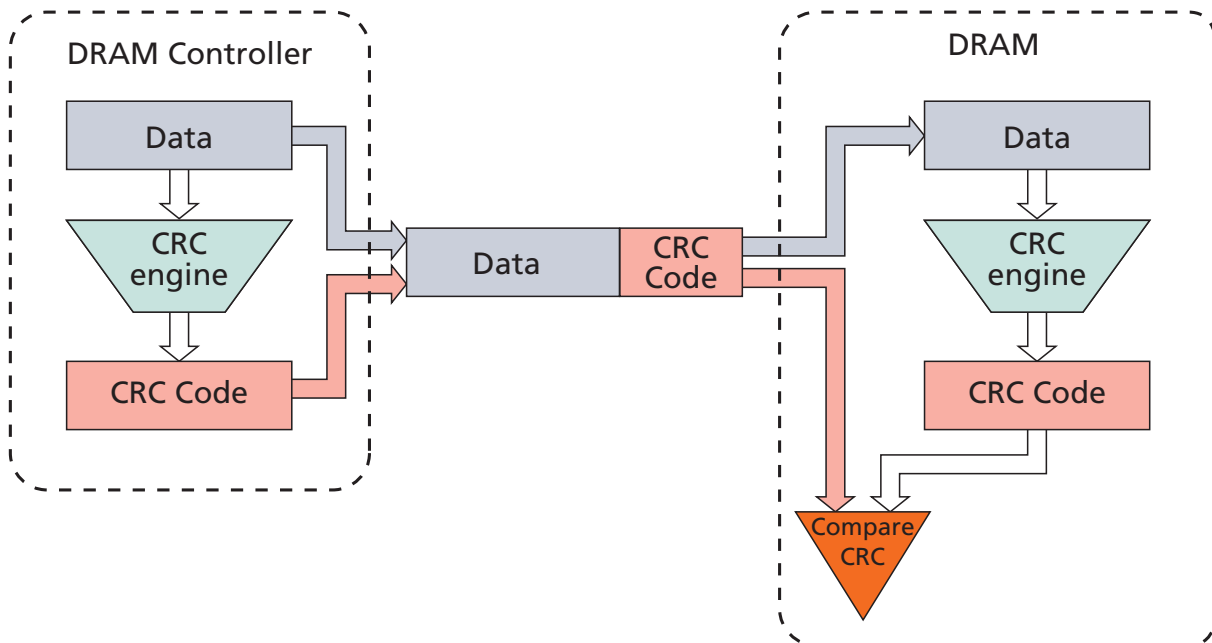 DRAM Controller
Data
CRC
engine
CRC Code
Data
CRC
Code
DRAM
Data
CRC
engine
CRC Code
Compare
CRC